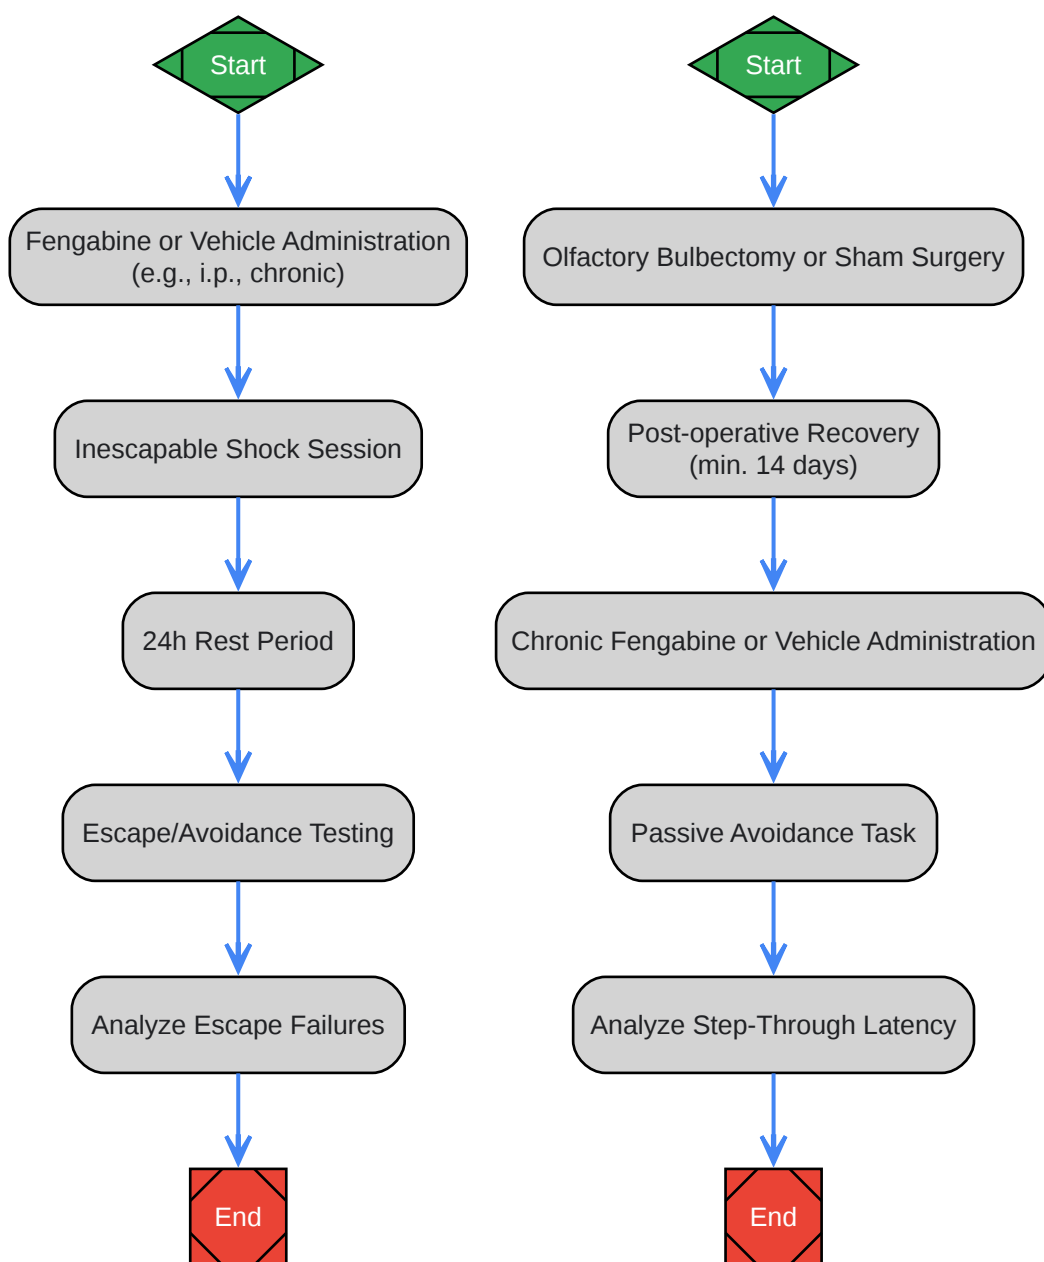 Start
Fengabine or Vehicle Administration
(e.g., i.p., chronic)
Inescapable Shock Session
24h Rest Period
Escape/Avoidance Testing
Analyze Escape Failures
End
Start
Olfactory Bulbectomy or Sham Surgery
Post-operative Recovery
(min. 14 days)
Chronic Fengabine or Vehicle Administration
Passive Avoidance Task
Analyze Step-Through Latency
End